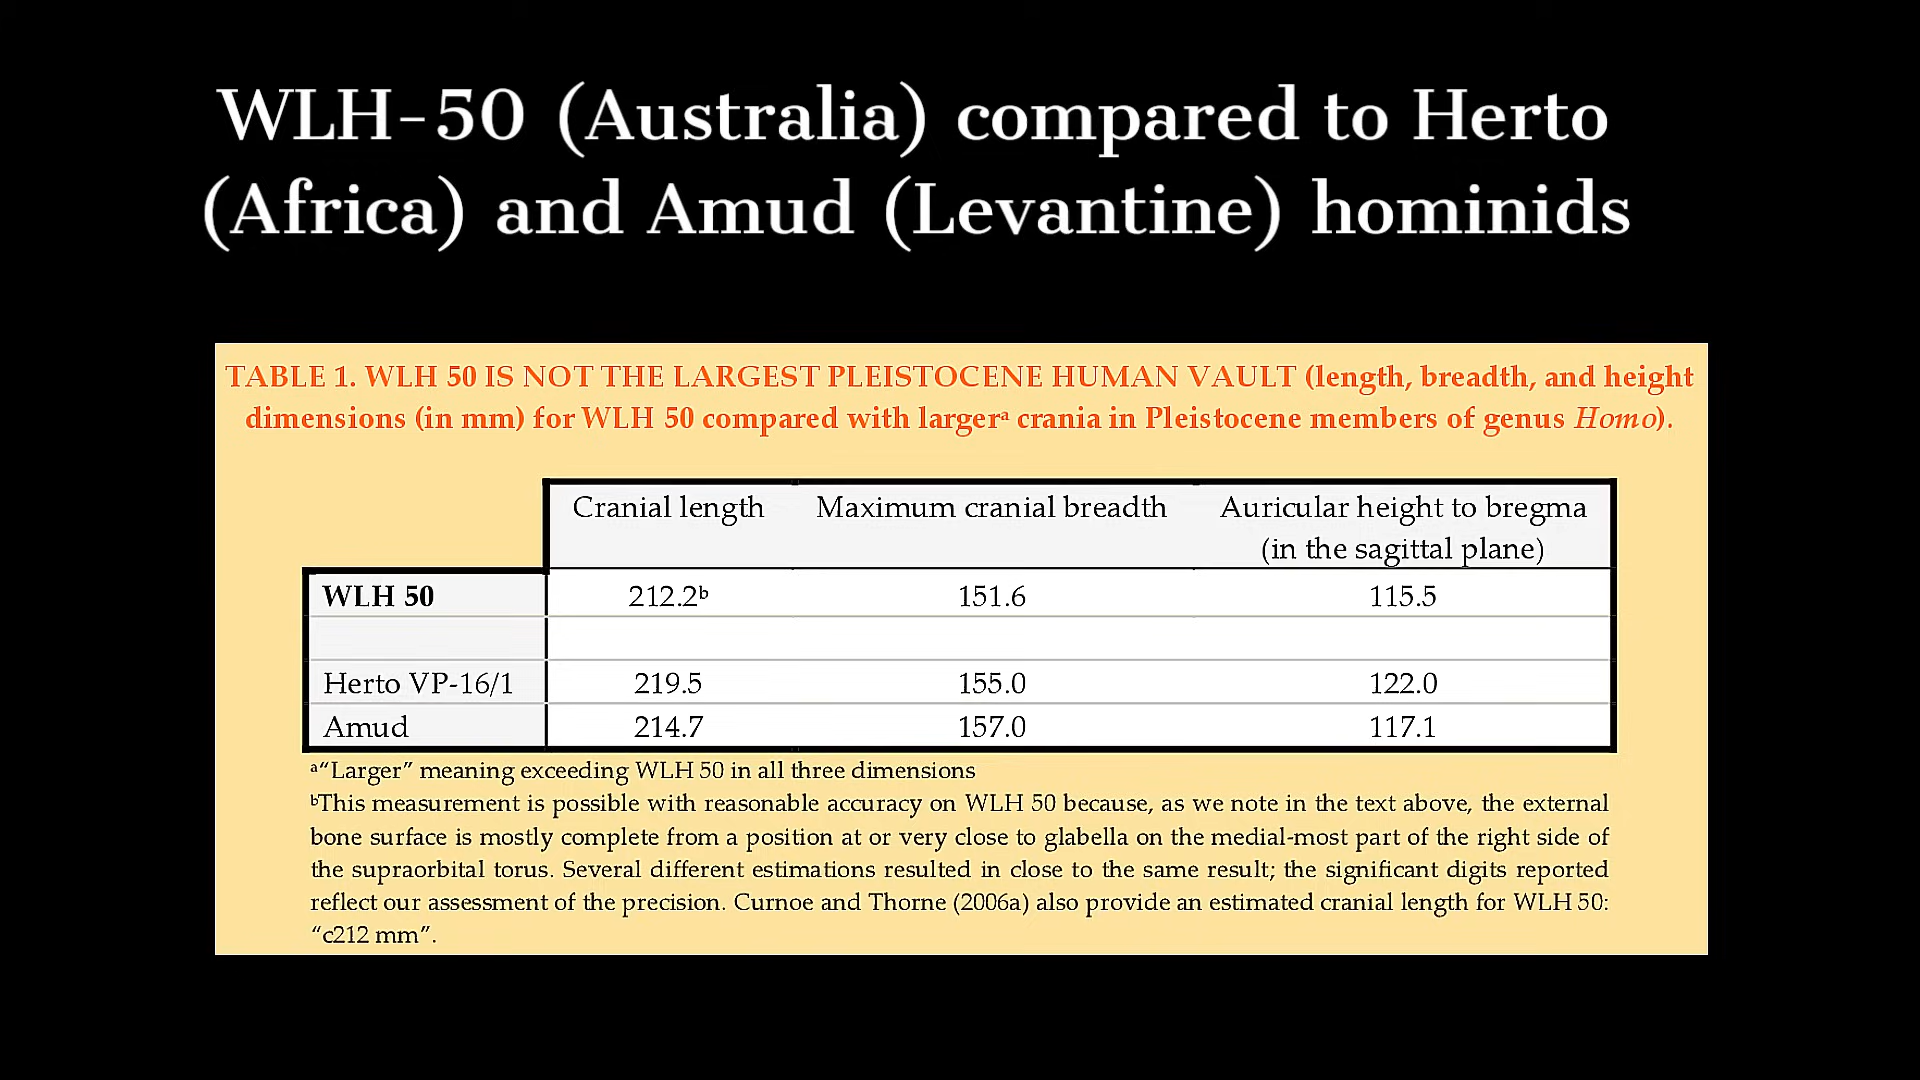 WLH-50 (Australia) compared to Herto
(Africa) and Amud (Levantine) hominids
TABLE 1. WLH 50 IS NOT THE LARGEST PLEISTOCENE HUMAN VAULT (length, breadth, and height
dimensions (in mm) for WLH 50 compared with largerᵃ crania in Pleistocene members of genus Homo).
Cranial length Maximum cranial breadth Auricular height to bregma
(in the sagittal plane)
WLH 50 212.2ᵇ 151.6 115.5
Herto VP-16/1 219.5 155.0 122.0
Amud 214.7 157.0 117.1
ᵃ“Larger” meaning exceeding WLH 50 in all three dimensions
ᵇThis measurement is possible with reasonable accuracy on WLH 50 because, as we note in the text above, the external
bone surface is mostly complete from a position at or very close to glabella on the medial-most part of the right side of
the supraorbital torus. Several different estimations resulted in close to the same result; the significant digits reported
reflect our assessment of the precision. Curnoe and Thorne (2006a) also provide an estimated cranial length for WLH 50:
“c212 mm”.